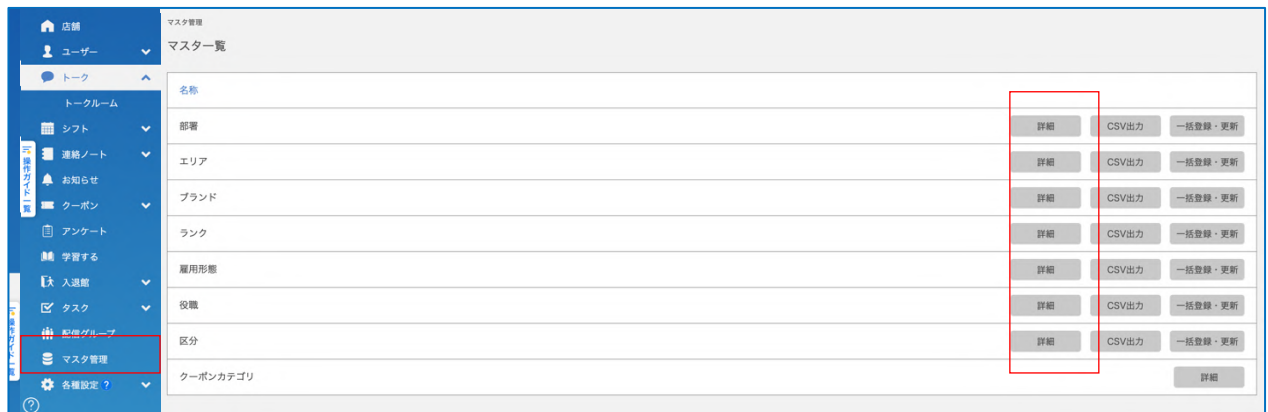 店舗
ユーザー
トーク
トークルーム
シフト
連絡ノート
お知らせ
クーポン
アンケート
学習する
入退館
タスク
配信グループ
マスタ管理
各種設定 ?
?
操作ガイド一覧
操作ガイド一覧
マスタ管理
マスター覧
名称
部署 詳細 CSV出力 一括登録・更新
エリア 詳細 CSV出力 一括登録・更新
ブランド 詳細 CSV出力 一括登録・更新
ランク 詳細 CSV出力 一括登録・更新
雇用形態 詳細 CSV出力 一括登録・更新
役職 詳細 CSV出力 一括登録・更新
区分 詳細 CSV出力 一括登録・更新
クーポンカテゴリ 詳細